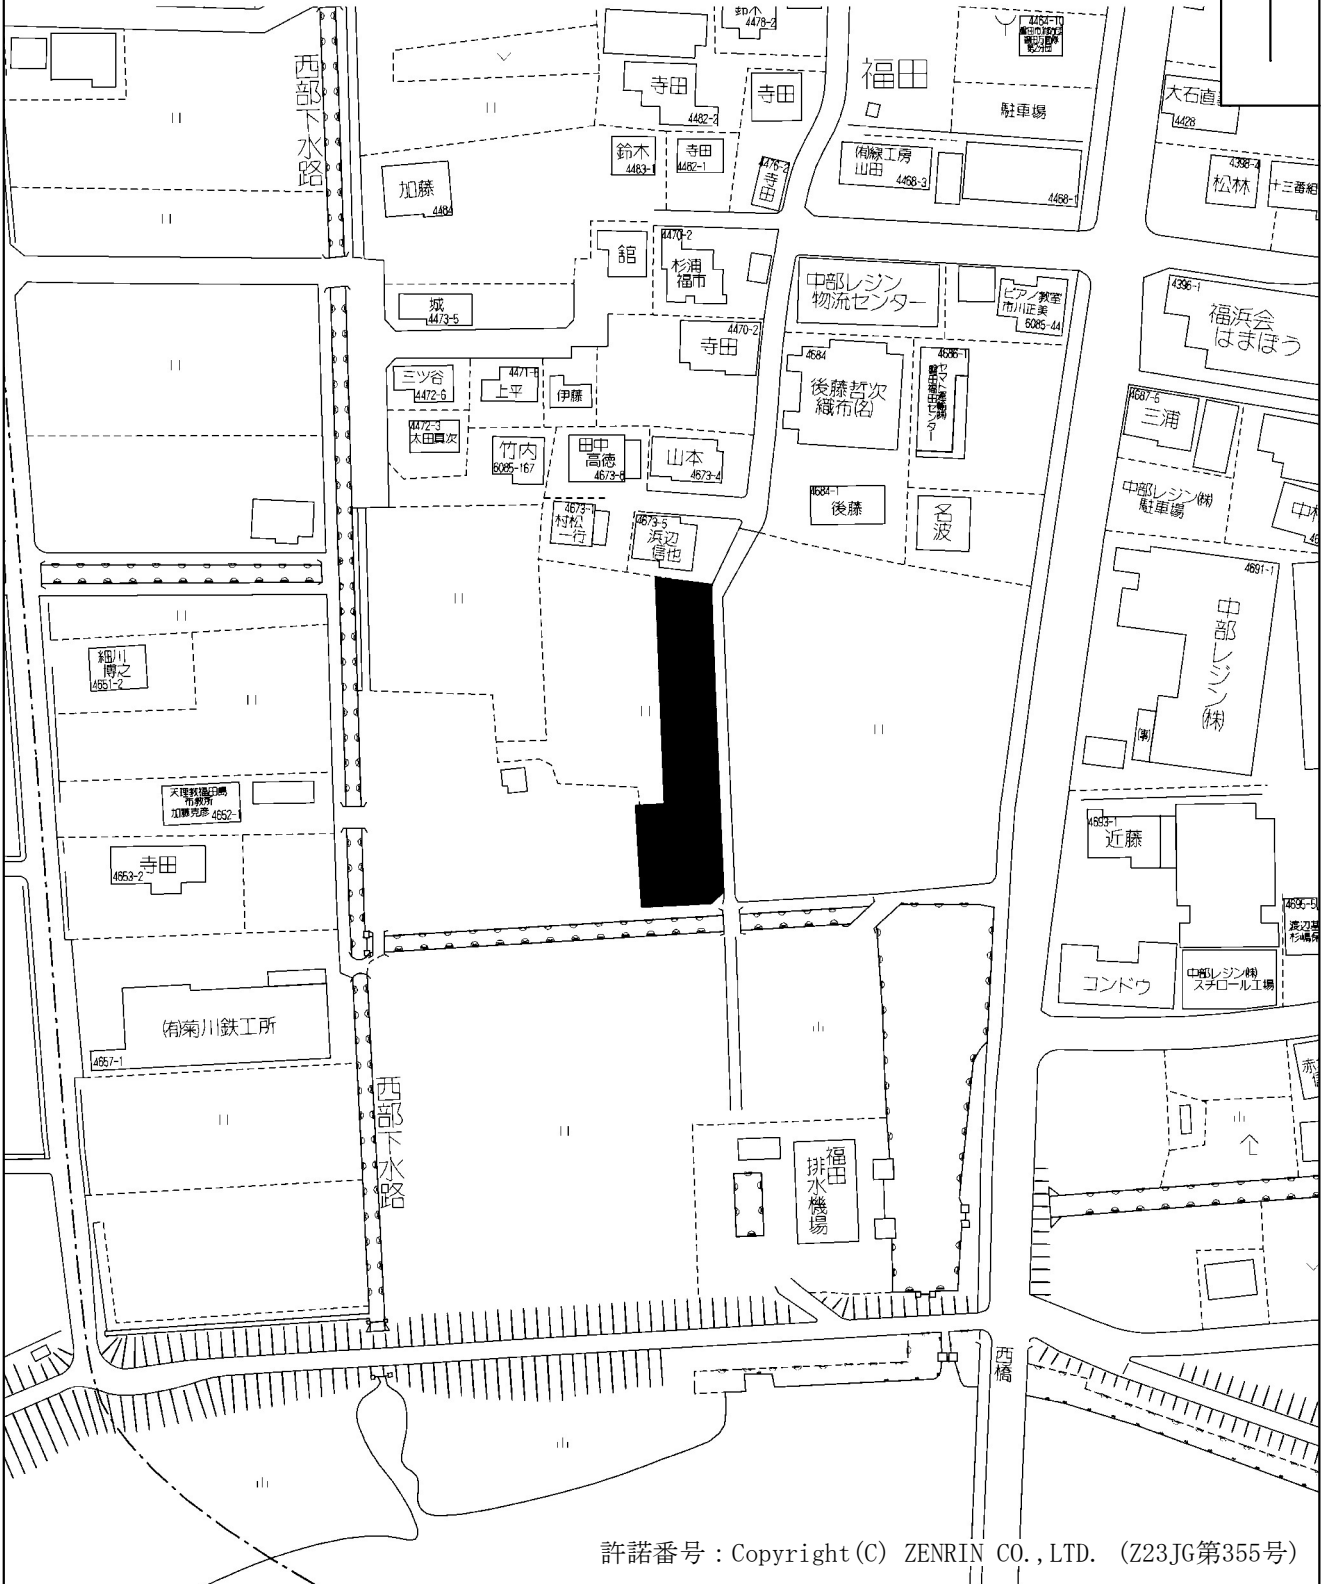 鈴木
4478-2
4464-10
西部下水路
福田
寺田
4482-2
寺田
駐車場
4428
鈴木
4483-1
寺田
4482-1
4476-2
寺田
(有)緑工房
山田
4468-3
4468-1
4398-4
松林
十三番組
加藤
4484
舘
4470-2
杉浦
福市
中部レジン
物流センター
ピアノ教室
市川正美
6085-44
4396-1
福浜会
はまぼう
城
4473-5
4470-2
寺田
4684
後藤哲次
織布(名)
4686-1
三ツ谷
4472-6
上平
伊藤
4687-5
三浦
4472-3
太田真次
竹内
6085-167
田中
高徳
4673-8
山本
4673-4
中部レジン(株)
駐車場
4684-1
後藤
名波
村松
一行
4673-5
浜辺
信也
4691-1
中部レジン(株)
(事)
細川
博之
4651-2
天理教福田島
布教所
加藤克彦
4652-1
寺田
4653-2
4693-1
近藤
コンドウ
中部レジン(株)
スチロール工場
(有)菊川鉄工所
4657-1
西部下水路
福田
排水機場
西橋
許諾番号：Copyright(C) ZENRIN CO.,LTD. (Z23JG第355号)